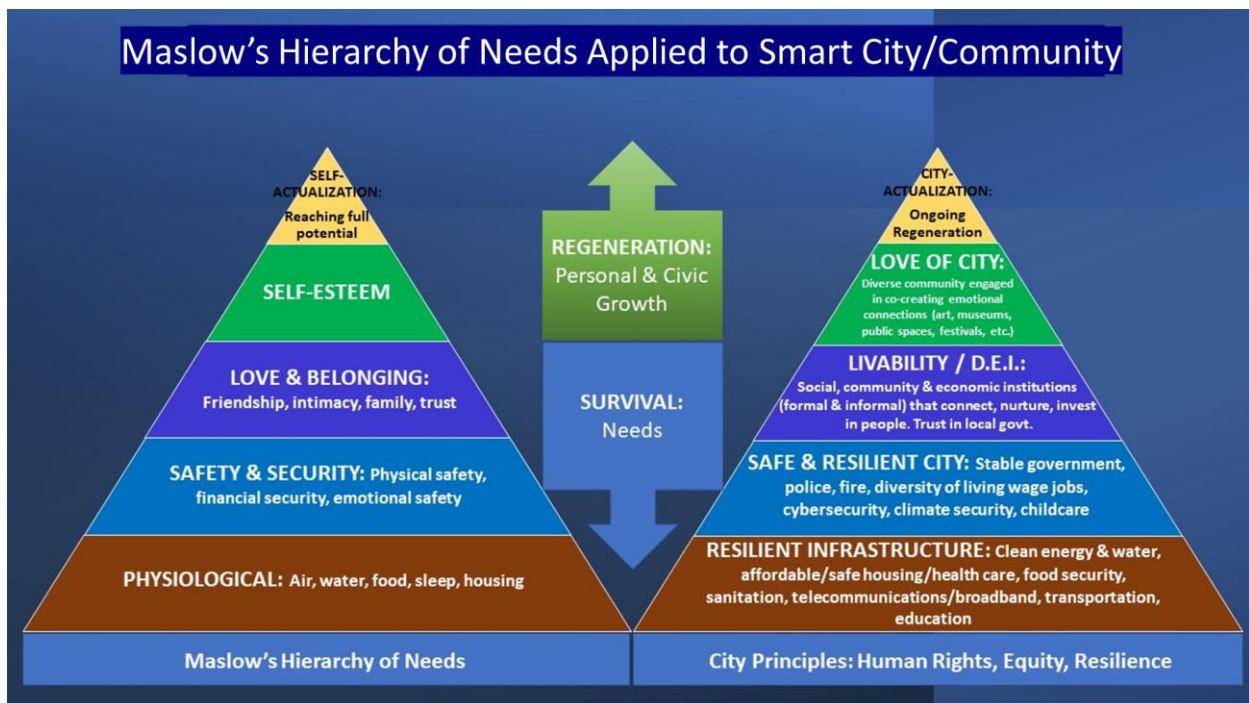 Maslow's Hierarchy of Needs Applied to Smart City/Community
SELF-
ACTUALIZATION:
Reaching full
potential
SELF-ESTEEM
LOVE & BELONGING:
Friendship, intimacy, family, trust
SAFETY & SECURITY: Physical safety,
financial security, emotional safety
PHYSIOLOGICAL: Air, water, food, sleep, housing
Maslow's Hierarchy of Needs
REGENERATION:
Personal & Civic
Growth
SURVIVAL:
Needs
CITY-
ACTUALIZATION:
Ongoing
Regeneration
LOVE OF CITY:
Diverse community engaged
in co-creating emotional
connections (art, museums,
public spaces, festivals, etc.)
LIVABILITY / D.E.I.:
Social, community & economic institutions
(formal & informal) that connect, nurture, invest
in people. Trust in local govt.
SAFE & RESILIENT CITY: Stable government,
police, fire, diversity of living wage jobs,
cybersecurity, climate security, childcare
RESILIENT INFRASTRUCTURE: Clean energy & water,
affordable/safe housing/health care, food security,
sanitation, telecommunications/broadband, transportation,
education
City Principles: Human Rights, Equity, Resilience